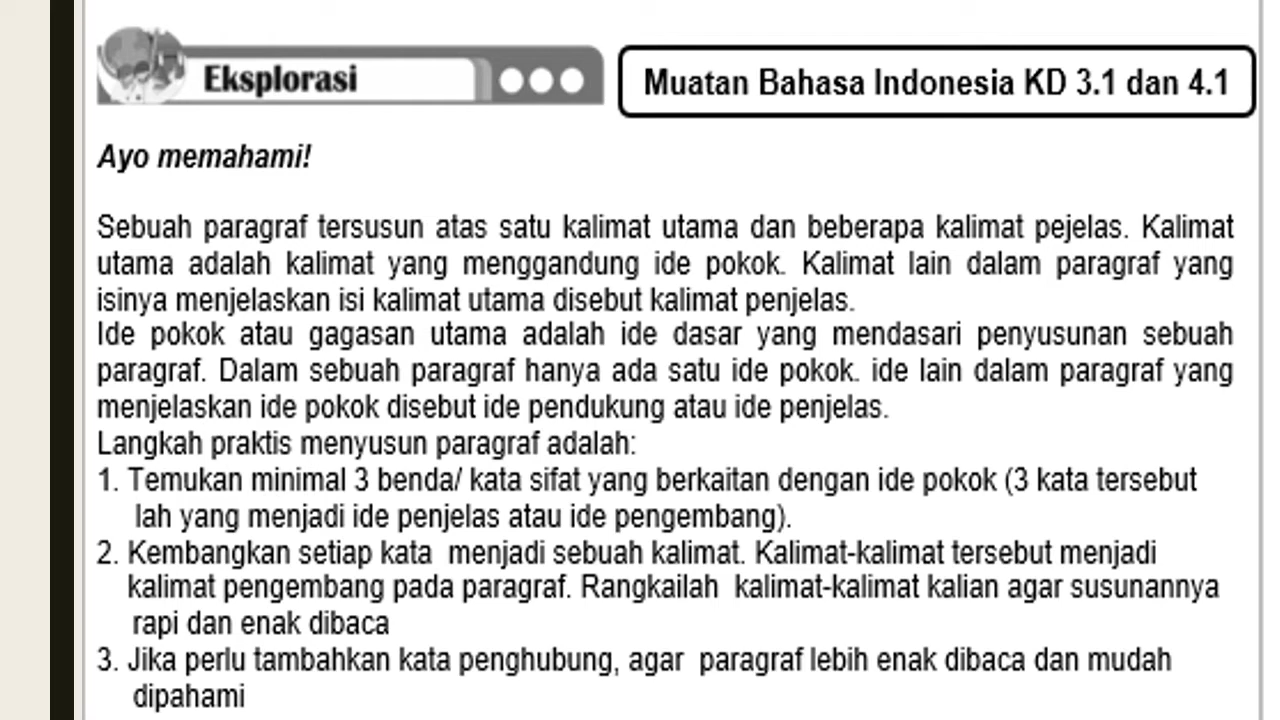 Eksplorasi
Muatan Bahasa Indonesia KD 3.1 dan 4.1
Ayo memahami!
Sebuah paragraf tersusun atas satu kalimat utama dan beberapa kalimat pejelas. Kalimat
utama adalah kalimat yang menggandung ide pokok. Kalimat lain dalam paragraf yang
isinya menjelaskan isi kalimat utama disebut kalimat penjelas.
Ide pokok atau gagasan utama adalah ide dasar yang mendasari penyusunan sebuah
paragraf. Dalam sebuah paragraf hanya ada satu ide pokok. ide lain dalam paragraf yang
menjelaskan ide pokok disebut ide pendukung atau ide penjelas.
Langkah praktis menyusun paragraf adalah:
1. Temukan minimal 3 benda/ kata sifat yang berkaitan dengan ide pokok (3 kata tersebut
lah yang menjadi ide penjelas atau ide pengembang).
2. Kembangkan setiap kata menjadi sebuah kalimat. Kalimat-kalimat tersebut menjadi
kalimat pengembang pada paragraf. Rangkailah kalimat-kalimat kalian agar susunannya
rapi dan enak dibaca
3. Jika perlu tambahkan kata penghubung, agar paragraf lebih enak dibaca dan mudah
dipahami